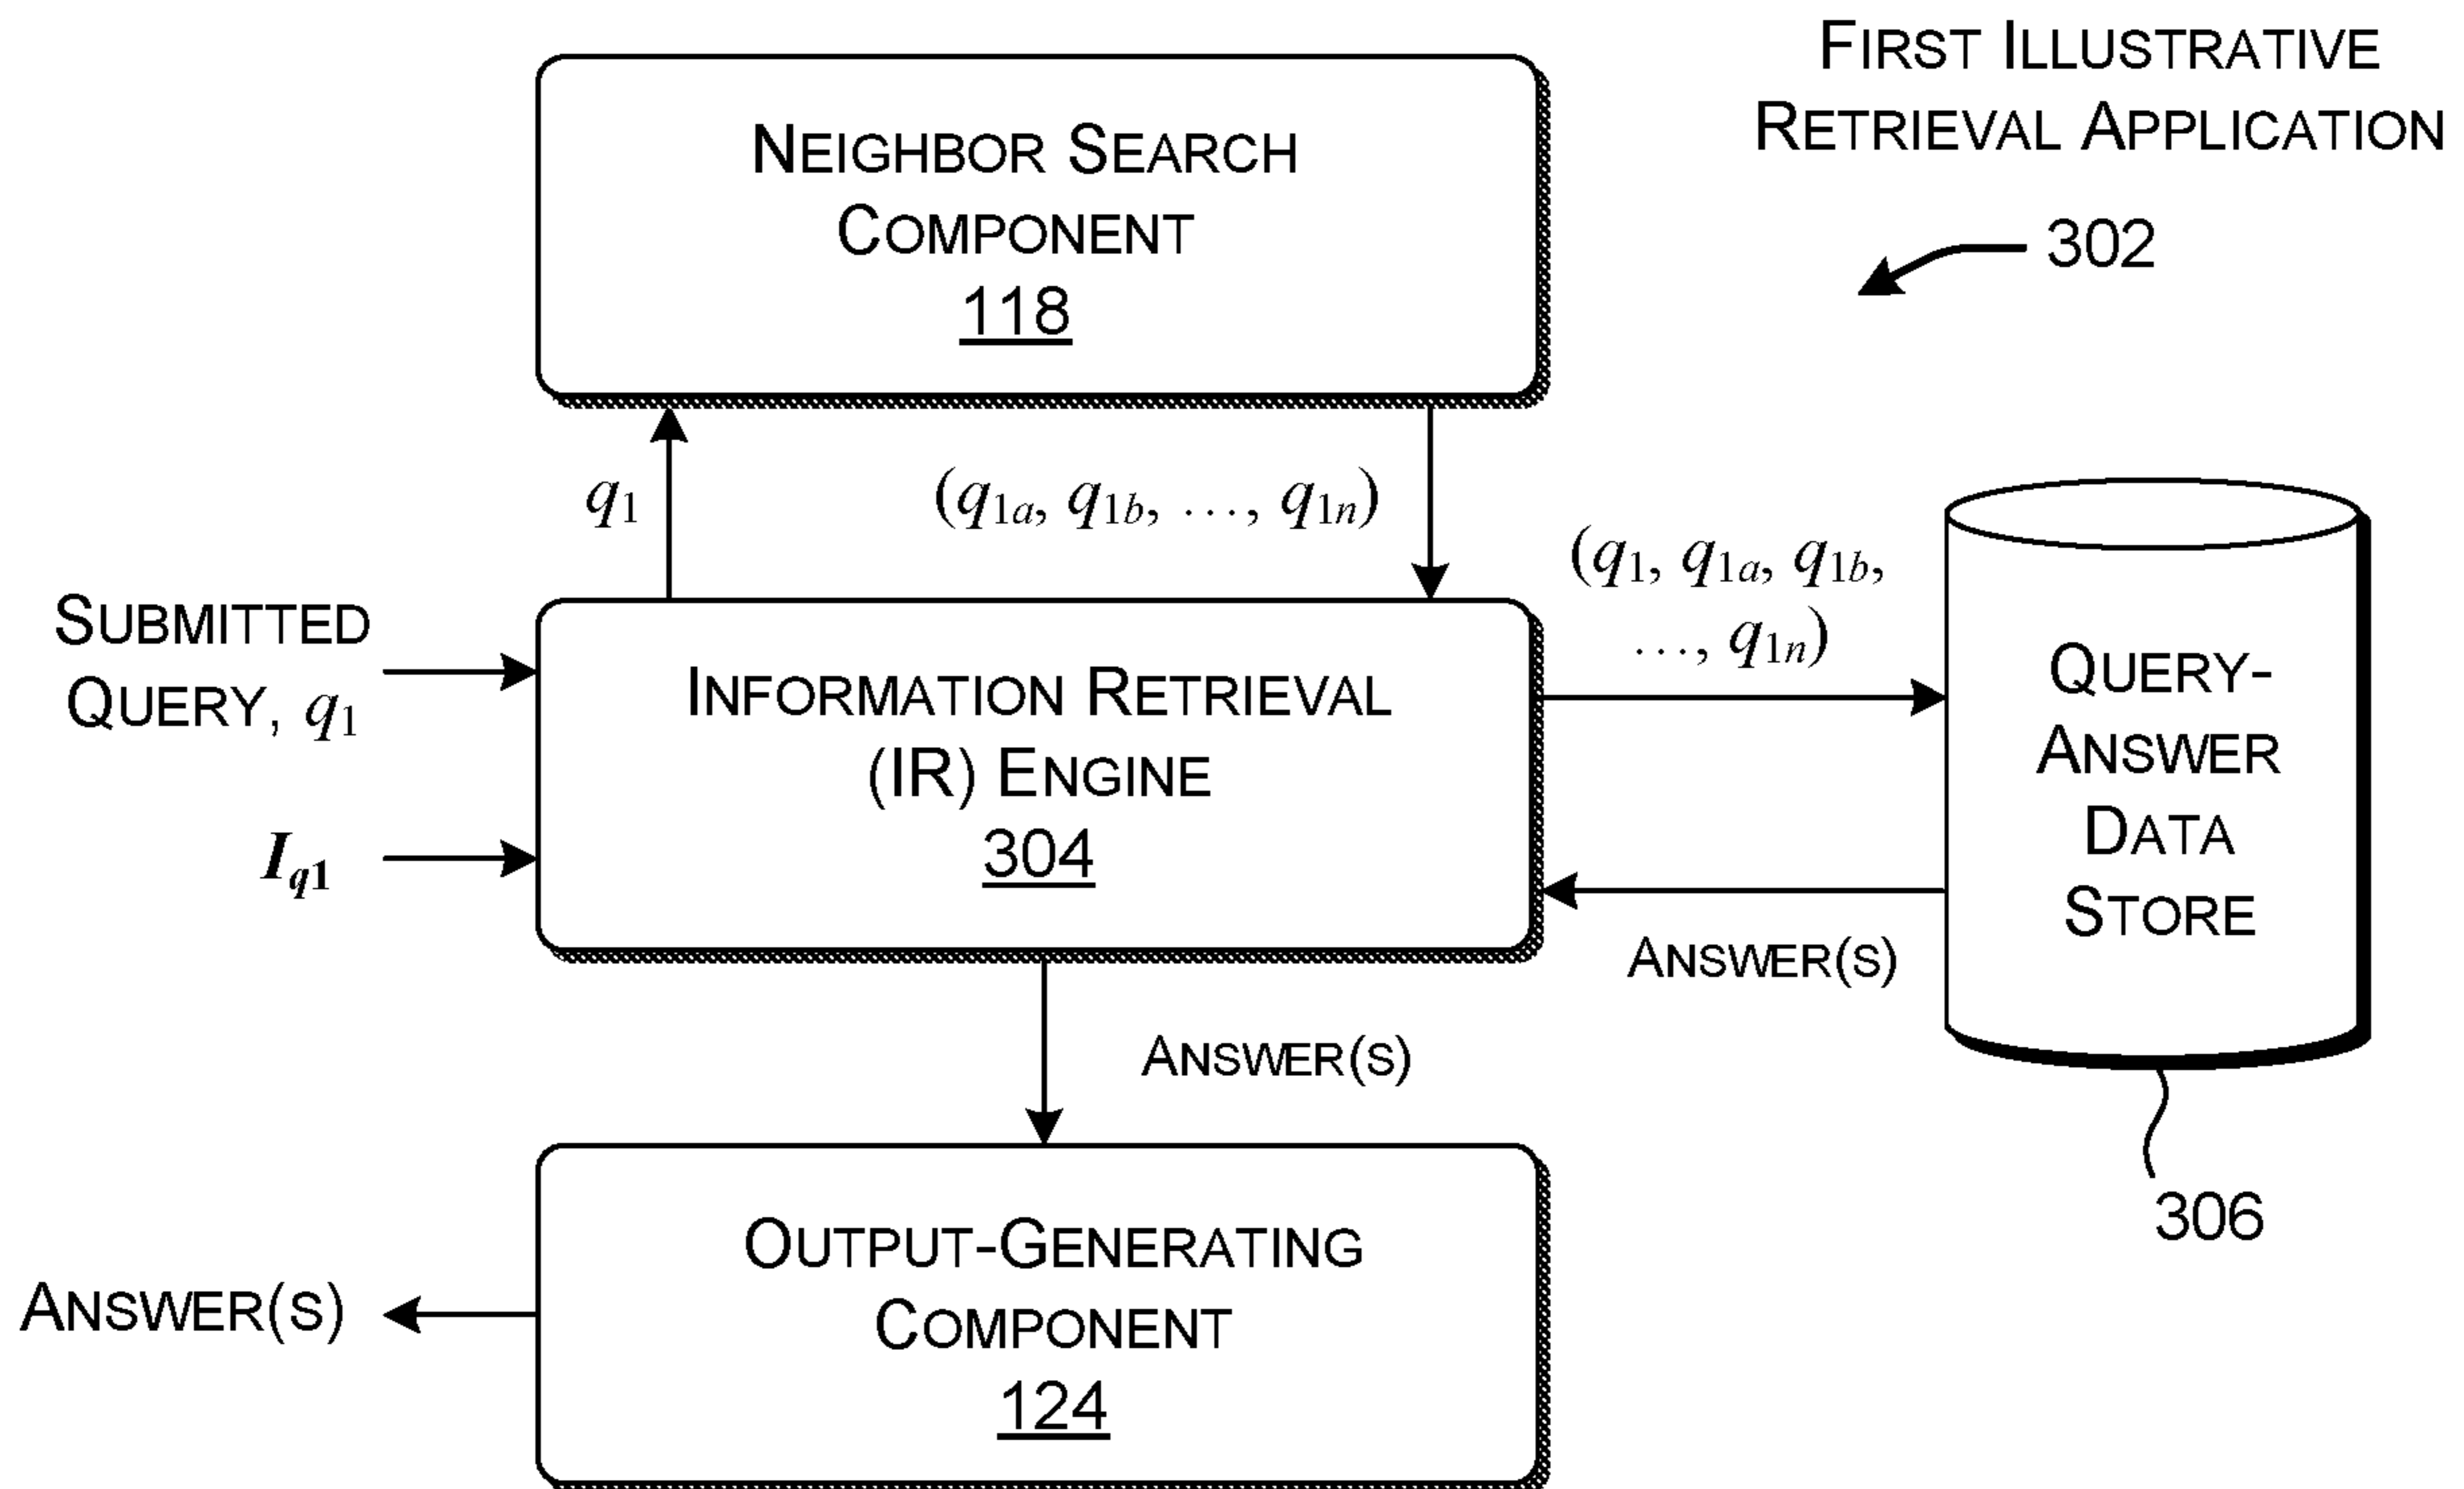 FIRST ILLUSTRATIVE
RETRIEVAL APPLICATION
302
NEIGHBOR SEARCH
COMPONENT
118
q1
(q1a, q1b, …, q1n)
(q1, q1a, q1b,
…, q1n)
SUBMITTED
QUERY, q1
Iq1
INFORMATION RETRIEVAL
(IR) ENGINE
304
QUERY-
ANSWER
DATA
STORE
ANSWER(S)
ANSWER(S)
306
OUTPUT-GENERATING
COMPONENT
124
ANSWER(S)